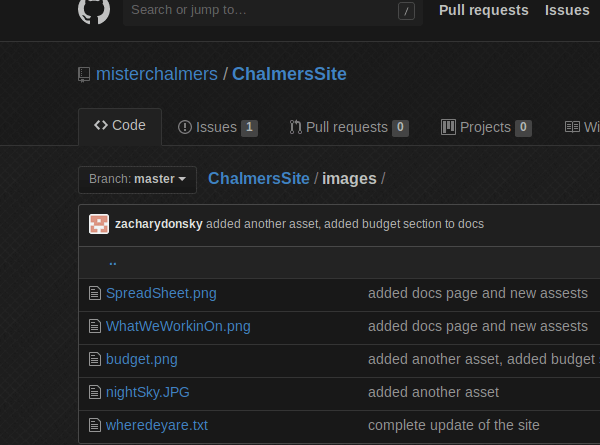 Search or jump to... / Pull requests Issues
misterchalmers / ChalmersSite
Code Issues 1 Pull requests 0 Projects 0 Wi
Branch: master ChalmersSite / images /
zacharydonsky added another asset, added budget section to docs
..
SpreadSheet.png added docs page and new assests
WhatWeWorkinOn.png added docs page and new assests
budget.png added another asset, added budget s
nightSky.JPG added another asset
wheredeyare.txt complete update of the site